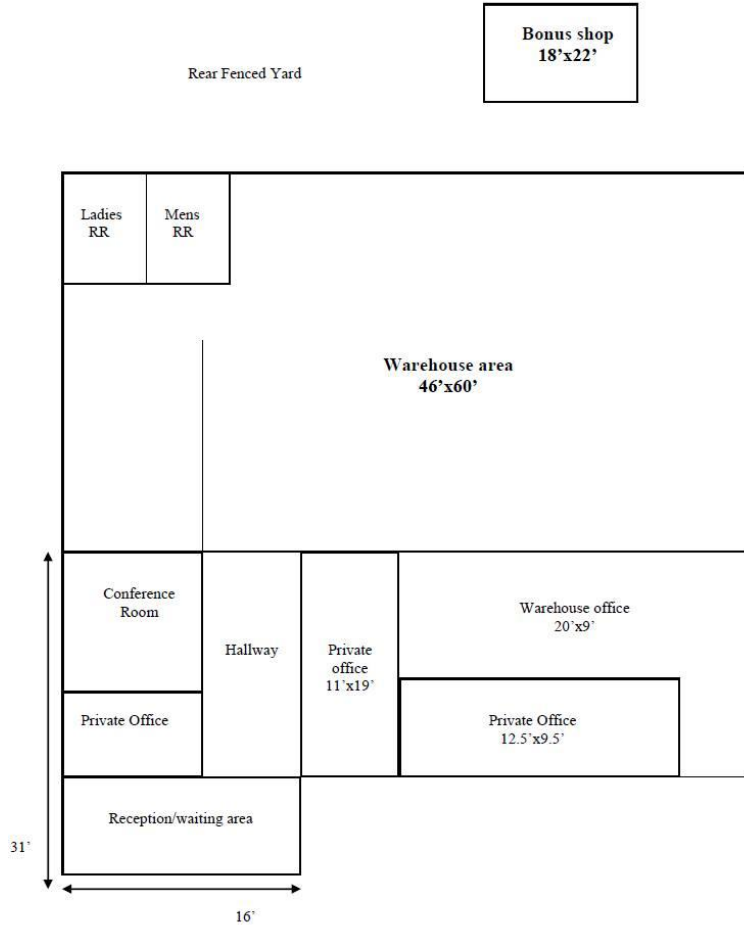 Bonus shop
18’x22’
Rear Fenced Yard
Ladies
RR
Mens
RR
Warehouse area
46’x60’
Conference
Room
Hallway
Private
office
11’x19’
Warehouse office
20’x9’
Private Office
Private Office
12.5’x9.5’
Reception/waiting area
31’
16’